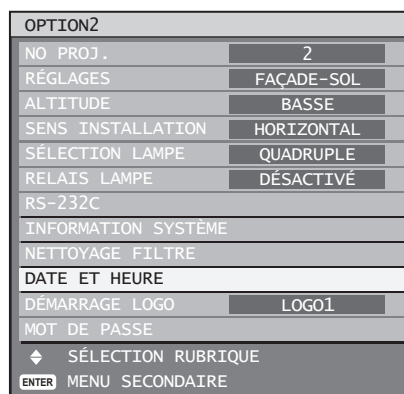 OPTION2
NO PROJ. 2
RÉGLAGES FAÇADE-SOL
ALTITUDE BASSE
SENS INSTALLATION HORIZONTAL
SÉLECTION LAMPE QUADRUPLE
RELAIS LAMPE DÉSACTIVÉ
RS-232C
INFORMATION SYSTÈME
NETTOYAGE FILTRE
DATE ET HEURE
DÉMARRAGE LOGO LOGO1
MOT DE PASSE
SÉLECTION RUBRIQUE
ENTER MENU SECONDAIRE